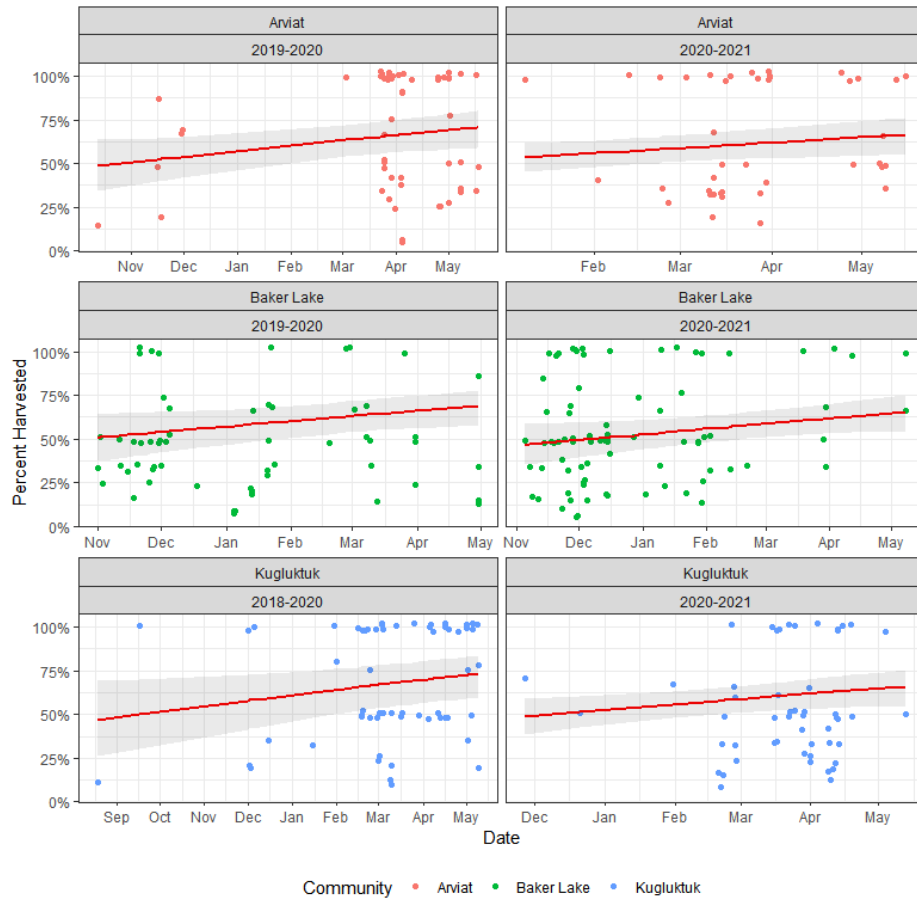 Arviat Arviat
2019-2020 2020-2021
100%
75%
50%
25%
0%
Nov Dec Jan Feb Mar Apr May Feb Mar Apr May
Baker Lake Baker Lake
2019-2020 2020-2021
100%
75%
50%
25%
0%
Nov Dec Jan Feb Mar Apr May Nov Dec Jan Feb Mar Apr May
Percent Harvested
Kugluktuk Kugluktuk
2018-2020 2020-2021
100%
75%
50%
25%
0%
Sep Oct Nov Dec Jan Feb Mar Apr May Dec Jan Feb Mar Apr May
Date
Community Arviat Baker Lake Kugluktuk